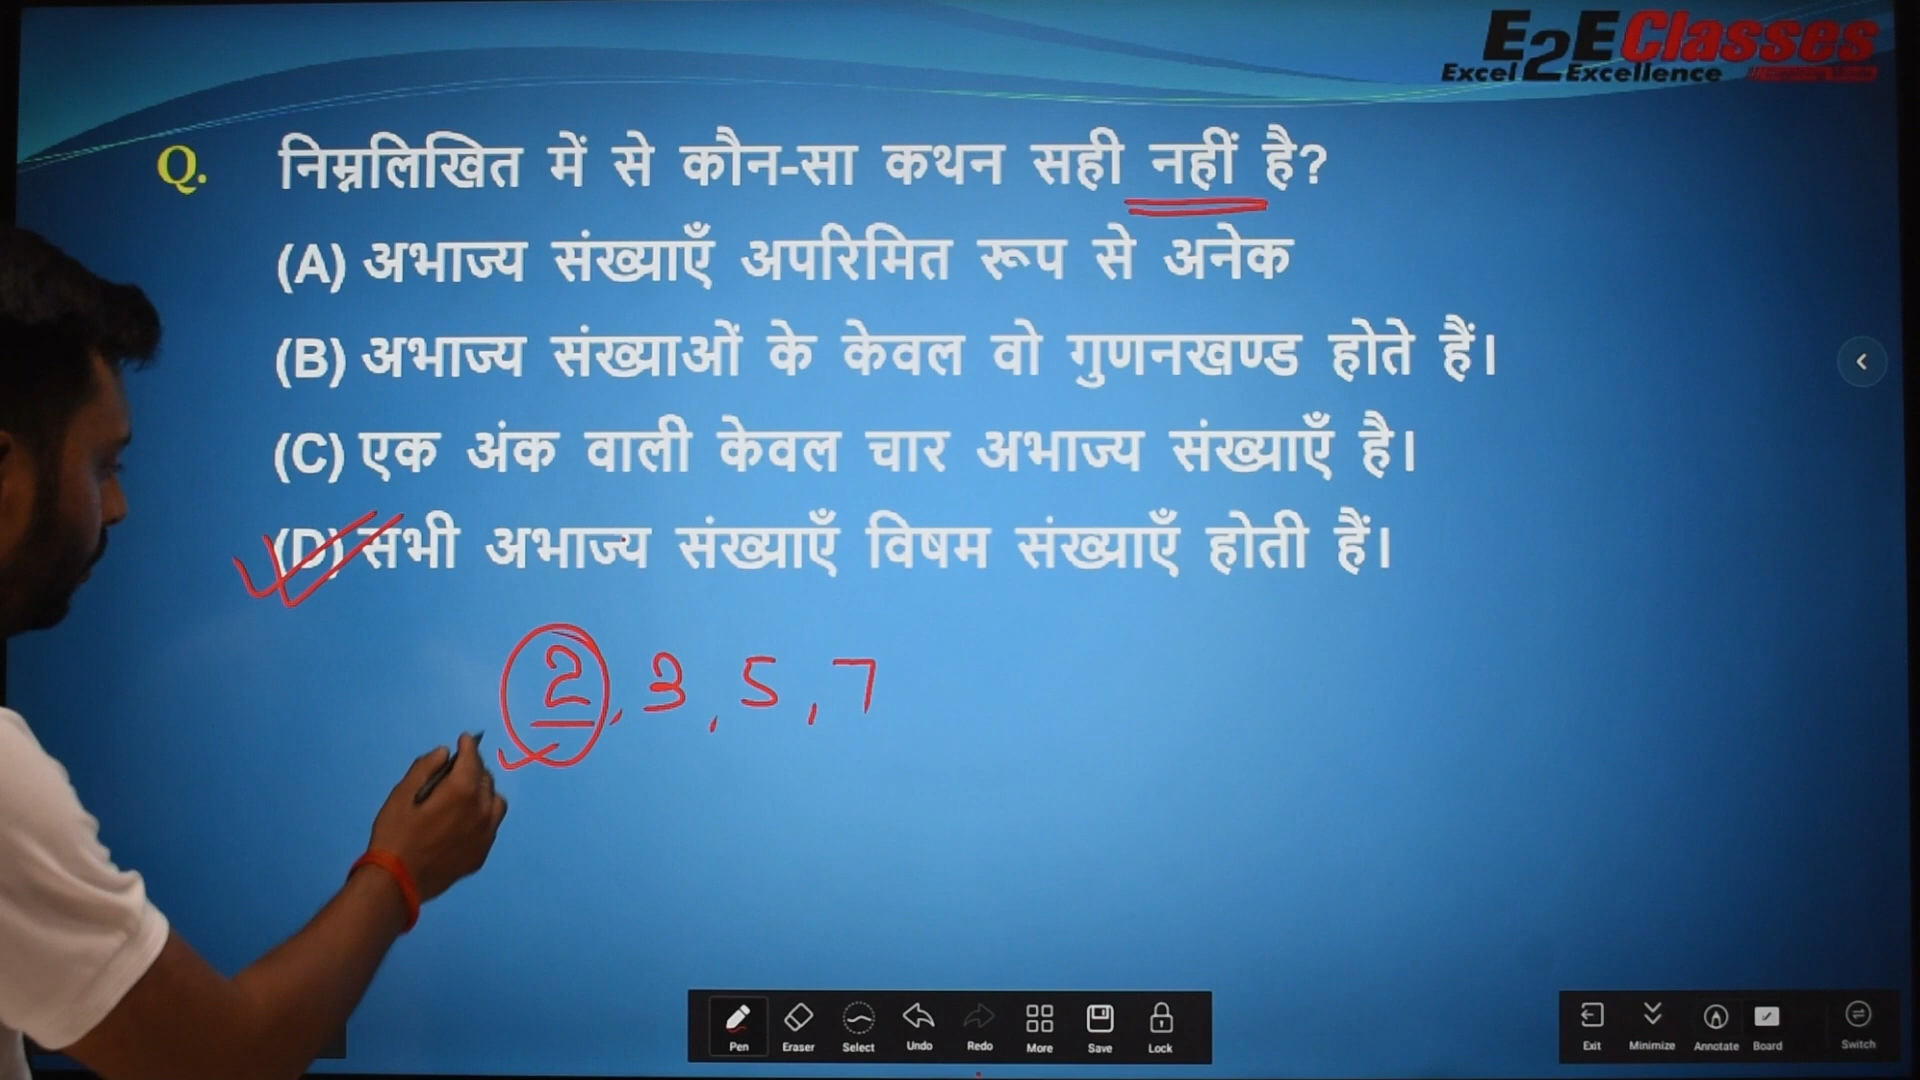 E2E Classes
Excel 2 Excellence
Q. निम्नलिखित में से कौन-सा कथन सही नहीं है?
(A) अभाज्य संख्याएँ अपरिमित रूप से अनेक
(B) अभाज्य संख्याओं के केवल वो गुणनखण्ड होते हैं।
(C) एक अंक वाली केवल चार अभाज्य संख्याएँ है।
(D) सभी अभाज्य संख्याएँ विषम संख्याएँ होती हैं।
2, 3, 5, 7
Pen Eraser Select Undo Redo More Save Lock
Exit Minimize Annotate Board Switch